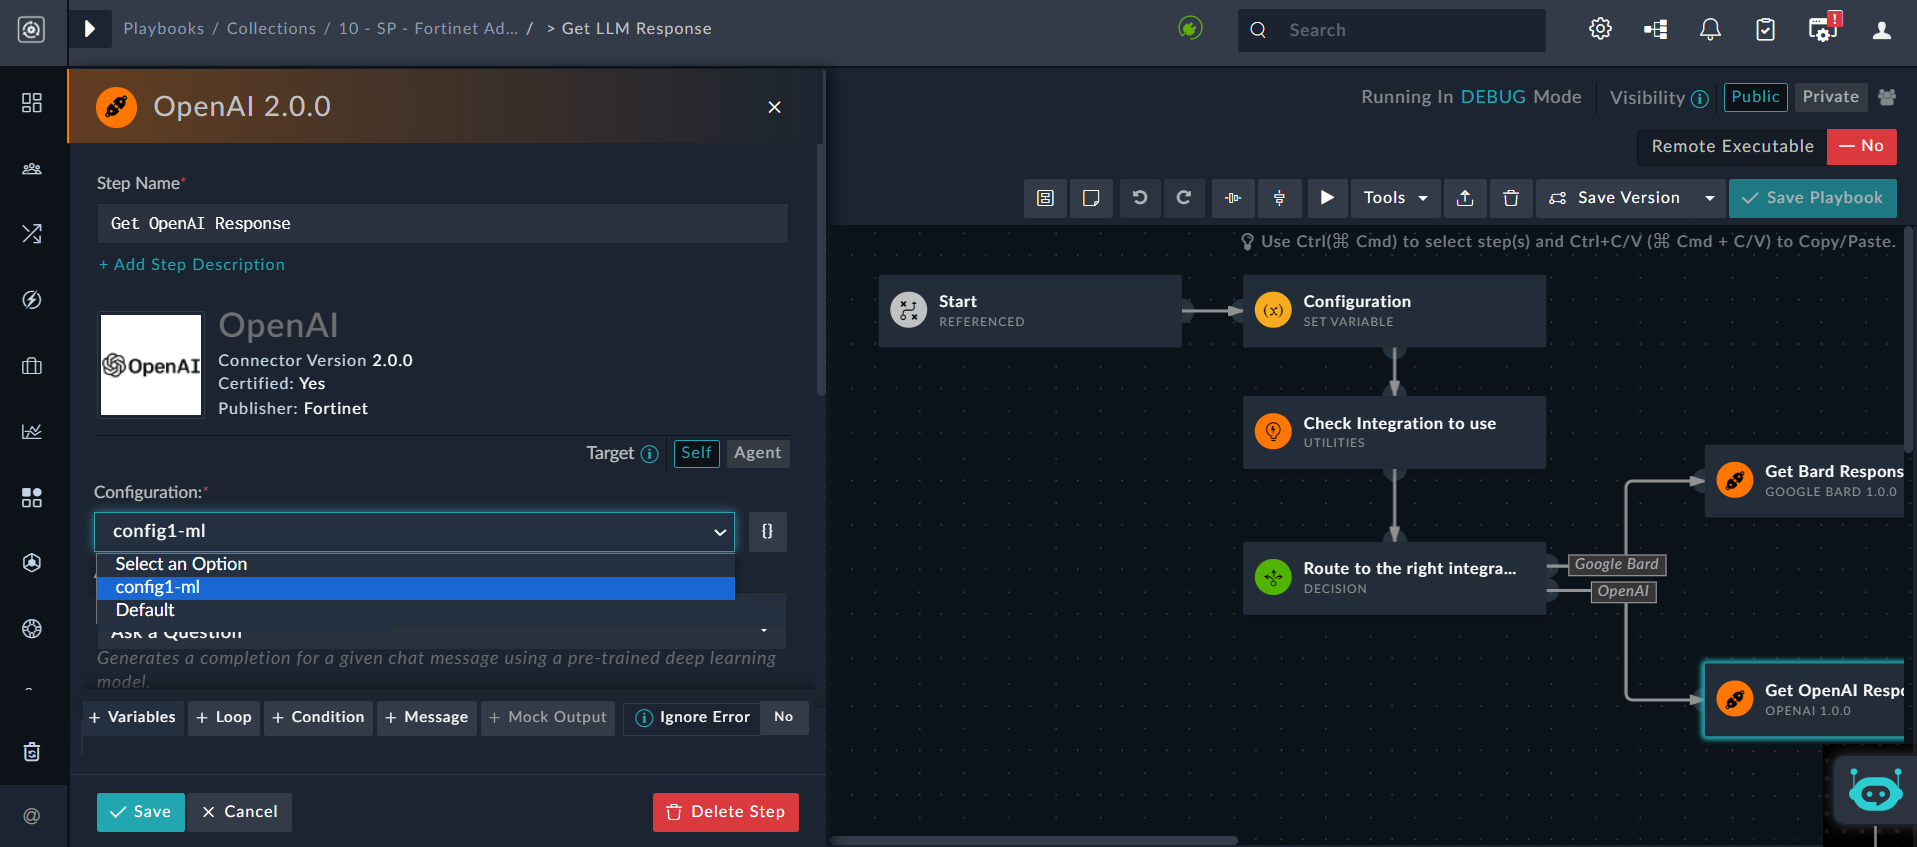 Playbooks / Collections / 10 - SP - Fortinet Ad... / > Get LLM Response
Search
!
OpenAI 2.0.0
Running In DEBUG Mode
Visibility
Public
Private
Remote Executable
No
Step Name*
Get OpenAI Response
+ Add Step Description
Tools
Save Version
Save Playbook
Use Ctrl(⌘ Cmd) to select step(s) and Ctrl+C/V (⌘ Cmd + C/V) to Copy/Paste.
OpenAI
OpenAI
Connector Version 2.0.0
Certified: Yes
Publisher: Fortinet
Target
Self
Agent
Configuration:*
config1-ml
{}
Select an Option
config1-ml
Default
Ask a Question
Generates a completion for a given chat message using a pre-trained deep learning
model.
+ Variables
+ Loop
+ Condition
+ Message
+ Mock Output
Ignore Error
No
Save
Cancel
Delete Step
@
Start
REFERENCED
(x)
Configuration
SET VARIABLE
Check Integration to use
UTILITIES
Route to the right integra...
DECISION
Google Bard
OpenAI
Get Bard Respons
GOOGLE BARD 1.0.0
Get OpenAI Resp
OPENAI 1.0.0